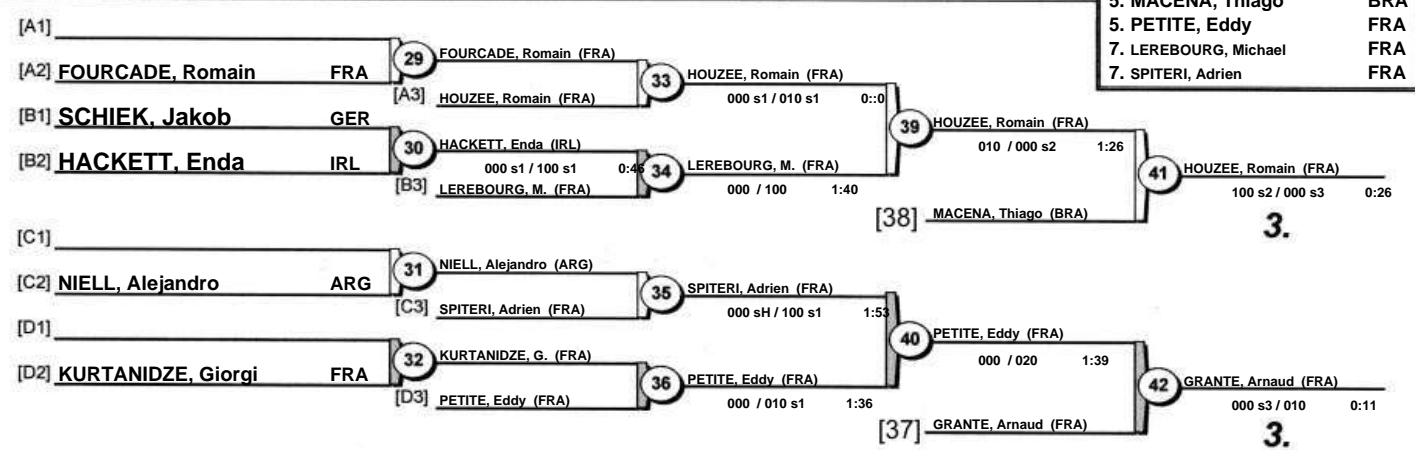 5. MACENA, Thiago BRA
5. PETITE, Eddy FRA
7. LEREBOURG, Michael FRA
7. SPITERI, Adrien FRA
[A1]
[A2] FOURCADE, Romain FRA
29
FOURCADE, Romain (FRA)
[A3] HOUZEE, Romain (FRA)
33
HOUZEE, Romain (FRA)
000 s1 / 010 s1 0::0
[B1] SCHIEK, Jakob GER
[B2] HACKETT, Enda IRL
30
HACKETT, Enda (IRL)
000 s1 / 100 s1 0:46
[B3] LEREBOURG, M. (FRA)
34
LEREBOURG, M. (FRA)
000 / 100 1:40
39
HOUZEE, Romain (FRA)
010 / 000 s2 1:26
[38] MACENA, Thiago (BRA)
41
HOUZEE, Romain (FRA)
100 s2 / 000 s3 0:26
3.
[C1]
[C2] NIELL, Alejandro ARG
31
NIELL, Alejandro (ARG)
[C3] SPITERI, Adrien (FRA)
35
SPITERI, Adrien (FRA)
000 sH / 100 s1 1:53
[D1]
[D2] KURTANIDZE, Giorgi FRA
32
KURTANIDZE, G. (FRA)
[D3] PETITE, Eddy (FRA)
36
PETITE, Eddy (FRA)
000 / 010 s1 1:36
40
PETITE, Eddy (FRA)
000 / 020 1:39
[37] GRANTE, Arnaud (FRA)
42
GRANTE, Arnaud (FRA)
000 s3 / 010 0:11
3.